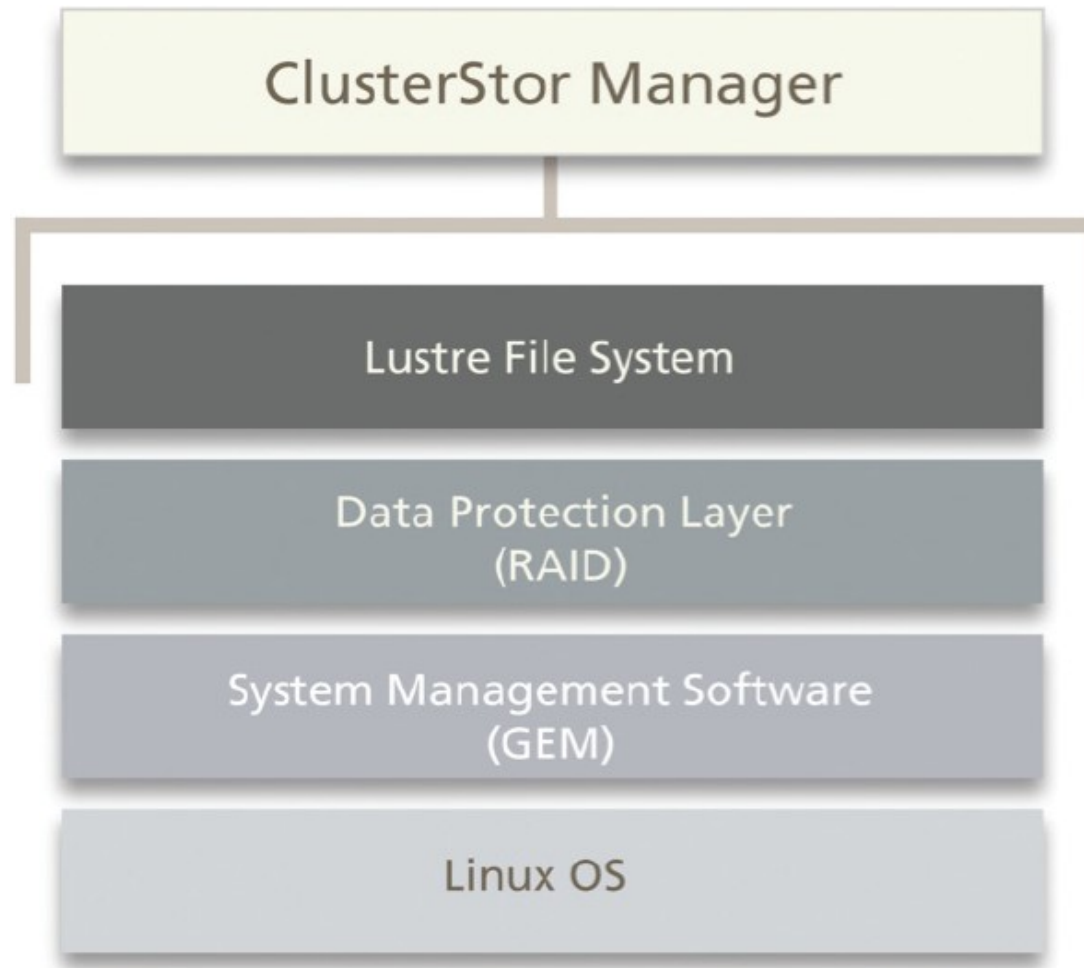 ClusterStor Manager
Lustre File System
Data Protection Layer
(RAID)
System Management Software
(GEM)
Linux OS